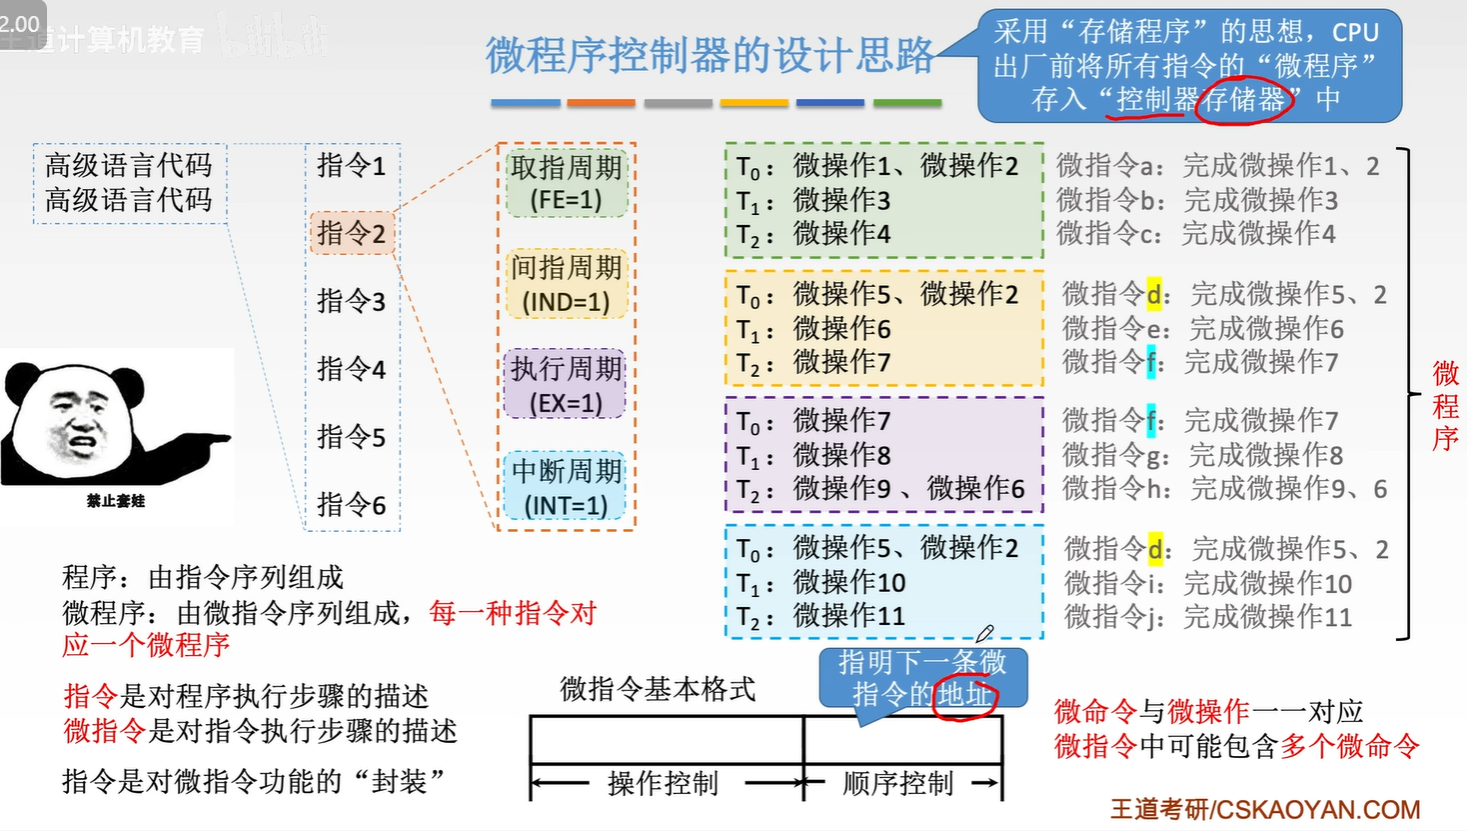 2.00
王道计算机教育
bilibili
微程序控制器的设计思路
采用“存储程序”的思想，CPU
出厂前将所有指令的“微程序”
存入“控制器存储器”中
高级语言代码
高级语言代码
指令1
指令2
指令3
指令4
指令5
指令6
取指周期
(FE=1)
间指周期
(IND=1)
执行周期
(EX=1)
中断周期
(INT=1)
T0：微操作1、微操作2
T1：微操作3
T2：微操作4
T0：微操作5、微操作2
T1：微操作6
T2：微操作7
T0：微操作7
T1：微操作8
T2：微操作9 、微操作6
T0：微操作5、微操作2
T1：微操作10
T2：微操作11
微指令a：完成微操作1、2
微指令b：完成微操作3
微指令c：完成微操作4
微指令d：完成微操作5、2
微指令e：完成微操作6
微指令f：完成微操作7
微指令f：完成微操作7
微指令g：完成微操作8
微指令h：完成微操作9、6
微指令d：完成微操作5、2
微指令i：完成微操作10
微指令j：完成微操作11
微
程
序
禁止套娃
程序：由指令序列组成
微程序：由微指令序列组成，每一种指令对
应一个微程序
指令是对程序执行步骤的描述
微指令是对指令执行步骤的描述
指令是对微指令功能的“封装”
微指令基本格式
指明下一条微
指令的地址
操作控制
顺序控制
微命令与微操作一一对应
微指令中可能包含多个微命令
王道考研/CSKAOYAN.COM